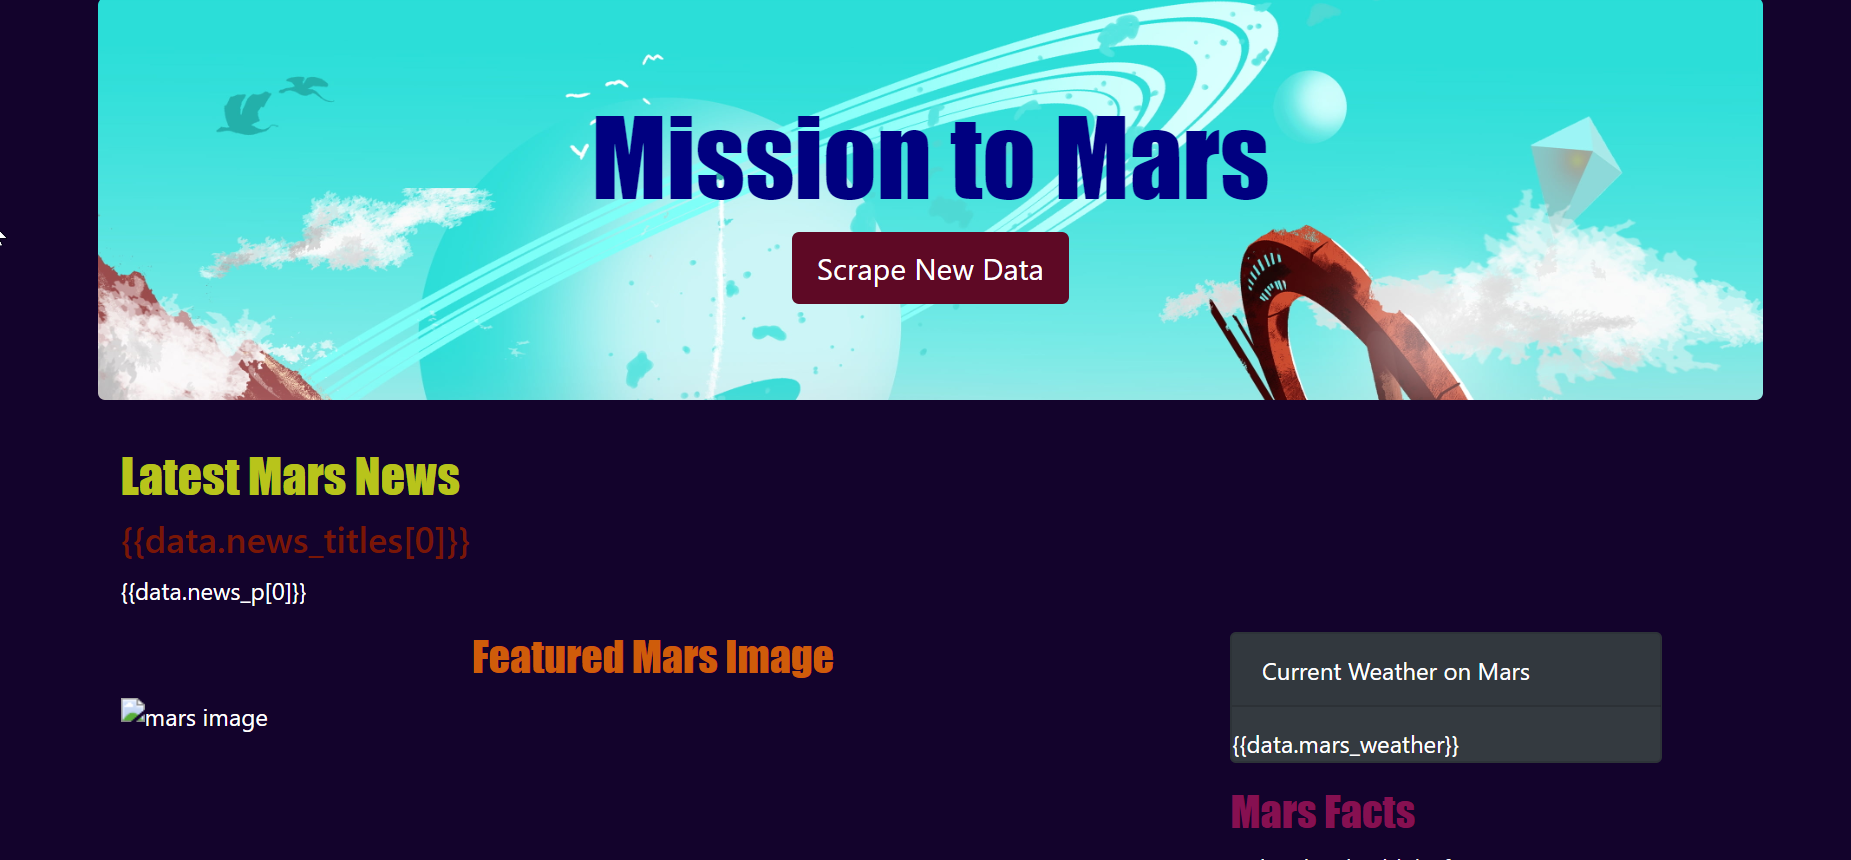 Mission to Mars
Scrape New Data
Latest Mars News
{{data.news_titles[0]}}
{{data.news_p[0]}}
Featured Mars Image
mars image
Current Weather on Mars
{{data.mars_weather}}
Mars Facts